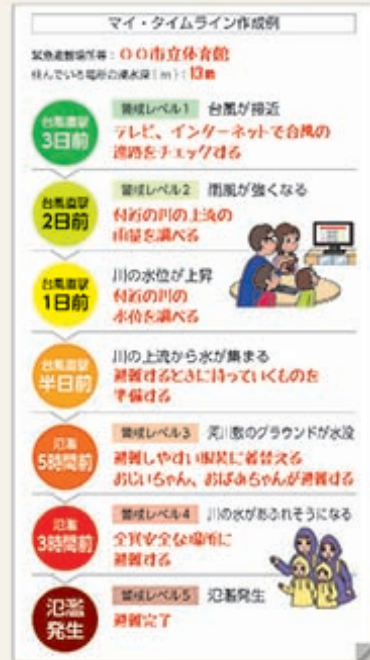 マイ・タイムライン作成例
緊急避難場所等：〇〇市立体育館
住んでいる場所の浸水深（m）：13m
台風直撃
3日前
警戒レベル1 台風が接近
テレビ、インターネットで台風の
進路をチェックする
台風直撃
2日前
警戒レベル2 雨風が強くなる
付近の川の上流の
雨量を調べる
台風直撃
1日前
川の水位が上昇
付近の川の
水位を調べる
台風直撃
半日前
川の上流から水が集まる
避難するときに持っていくものを
準備する
氾濫
5時間前
警戒レベル3 河川敷のグラウンドが水没
避難しやすい服装に着替える
おじいちゃん、おばあちゃんが避難する
氾濫
3時間前
警戒レベル4 川の水があふれそうになる
全員安全な場所に
避難する
氾濫
発生
警戒レベル5 氾濫発生
避難完了